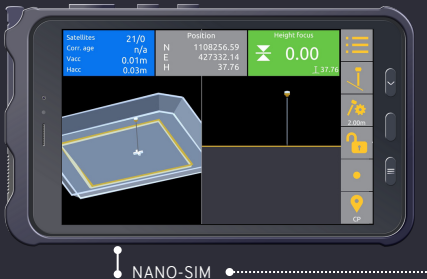 Satellites 21/0
Corr. age n/a
Vacc 0.01m
Hacc 0.03m
Position
N 1108256.59
E 427332.14
H 37.76
Height focus
0.00
37.76
2.00m
CP
NANO-SIM